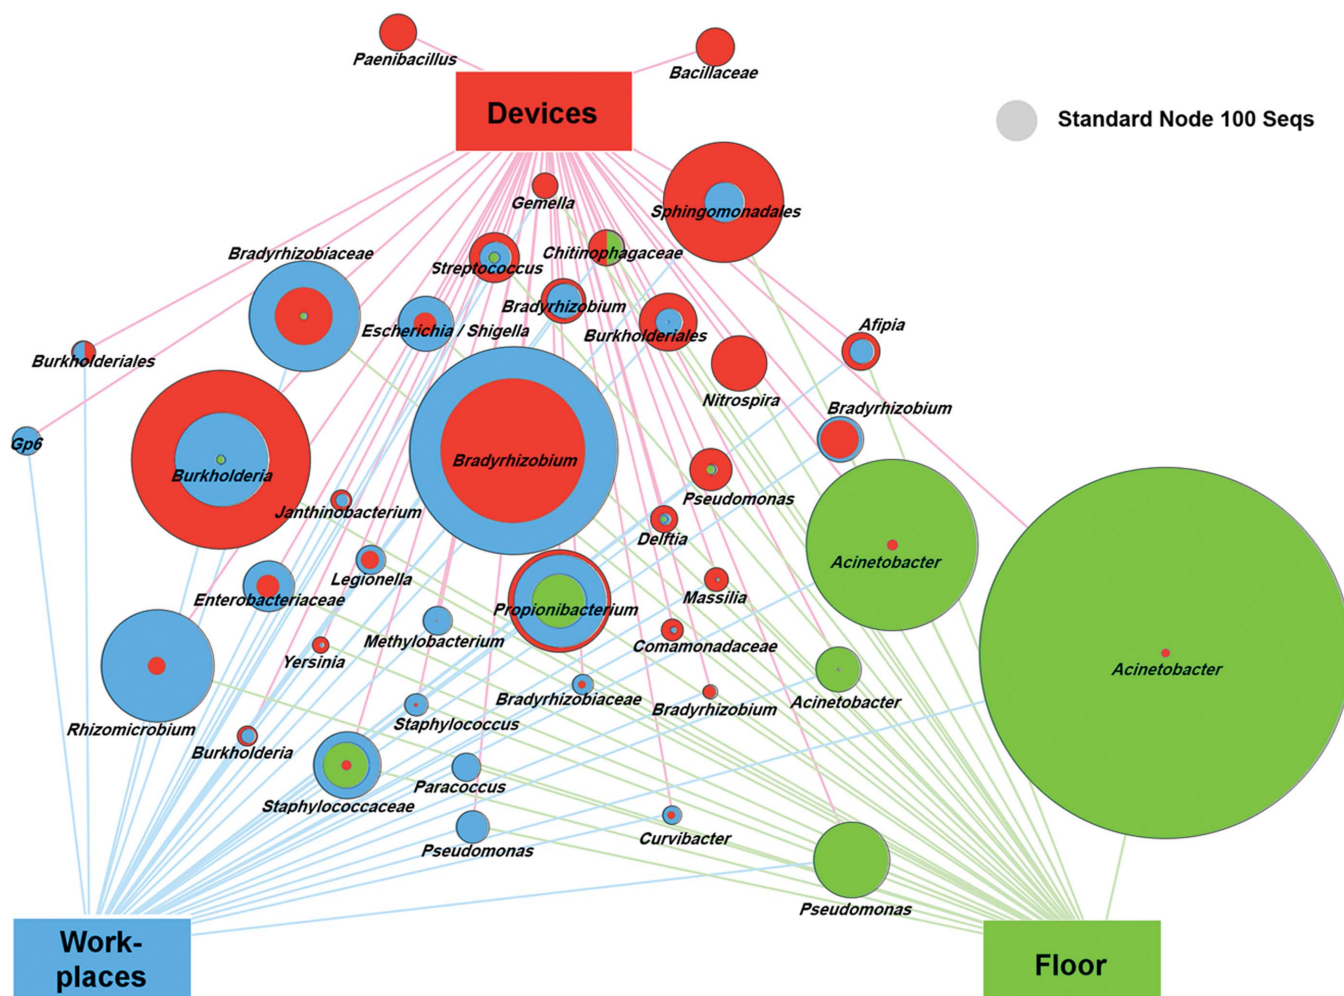 Paenibacillus
Bacillaceae
Devices
Standard Node 100 Seqs
Gemella
Sphingomonadales
Bradyrhizobiaceae
Chitinophagaceae
Streptococcus
Bradyrhizobium
Escherichia / Shigella
Burkholderiales
Afipia
Burkholderiales
Nitrospira
Bradyrhizobium
Gp6
Bradyrhizobium
Burkholderia
Pseudomonas
Janthinobacterium
Delftia
Acinetobacter
Legionella
Enterobacteriaceae
Massilia
Propionibacterium
Methylobacterium
Comamonadaceae
Yersinia
Acinetobacter
Bradyrhizobiaceae
Bradyrhizobium
Acinetobacter
Staphylococcus
Rhizomicrobium
Burkholderia
Paracoccus
Staphylococcaceae
Curvibacter
Pseudomonas
Pseudomonas
Work-
places
Floor